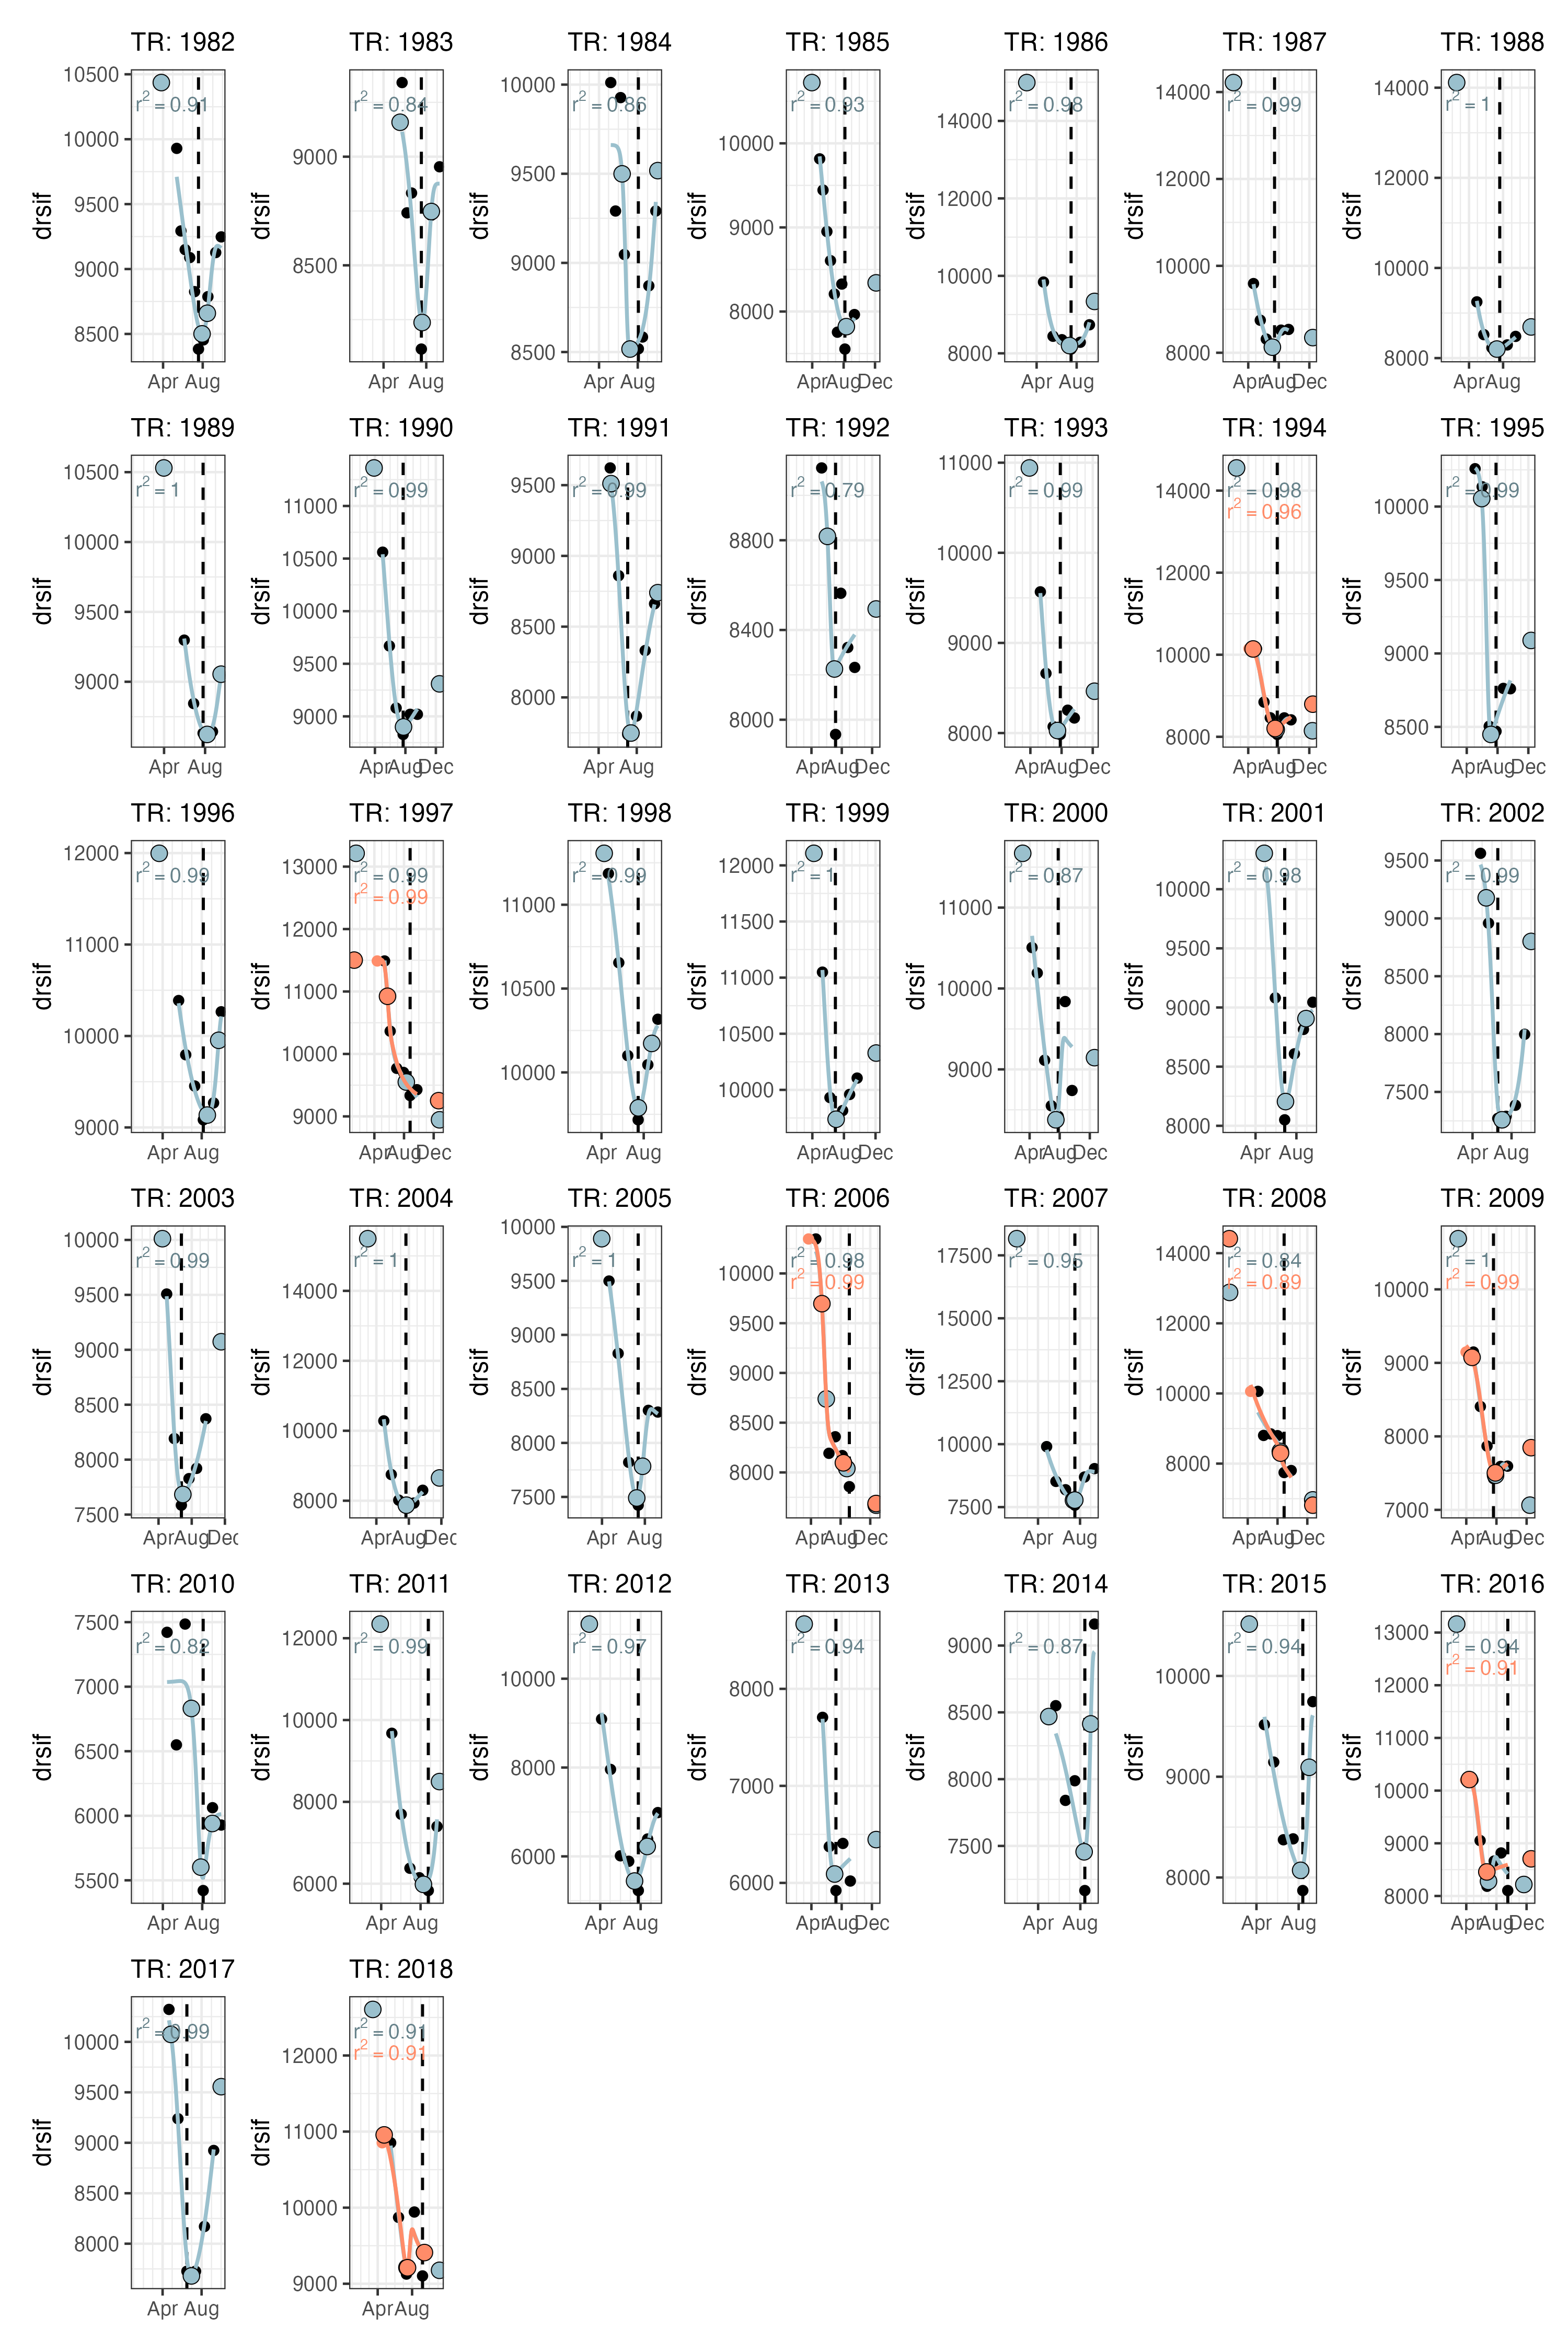 TR: 1982
10500
10000
9500
9000
8500
r² = 0.91
drsif
Apr Aug
TR: 1983
9000
8500
r² = 0.84
drsif
Apr Aug
TR: 1984
10000
9500
9000
8500
r² = 0.86
drsif
Apr Aug
TR: 1985
10000
9000
8000
r² = 0.93
drsif
Apr Aug Dec
TR: 1986
14000
12000
10000
8000
r² = 0.98
drsif
Apr Aug
TR: 1987
14000
12000
10000
8000
r² = 0.99
drsif
Apr Aug Dec
TR: 1988
14000
12000
10000
8000
r² = 1
drsif
Apr Aug
TR: 1989
10500
10000
9500
9000
r² = 1
drsif
Apr Aug
TR: 1990
11000
10500
10000
9500
9000
r² = 0.99
drsif
Apr Aug Dec
TR: 1991
9500
9000
8500
8000
r² = 0.99
drsif
Apr Aug
TR: 1992
8800
8400
8000
r² = 0.79
drsif
Apr Aug Dec
TR: 1993
11000
10000
9000
8000
r² = 0.99
drsif
Apr Aug Dec
TR: 1994
14000
12000
10000
8000
r² = 0.98
r² = 0.96
drsif
Apr Aug Dec
TR: 1995
10000
9500
9000
8500
r² = 0.99
drsif
Apr Aug Dec
TR: 1996
12000
11000
10000
9000
r² = 0.99
drsif
Apr Aug
TR: 1997
13000
12000
11000
10000
9000
r² = 0.99
r² = 0.99
drsif
Apr Aug Dec
TR: 1998
11000
10500
10000
r² = 0.99
drsif
Apr Aug
TR: 1999
12000
11500
11000
10500
10000
r² = 1
drsif
Apr Aug Dec
TR: 2000
11000
10000
9000
r² = 0.87
drsif
Apr Aug Dec
TR: 2001
10000
9500
9000
8500
8000
r² = 0.98
drsif
Apr Aug
TR: 2002
9500
9000
8500
8000
7500
r² = 0.99
drsif
Apr Aug
TR: 2003
10000
9500
9000
8500
8000
7500
r² = 0.99
drsif
Apr Aug Dec
TR: 2004
14000
12000
10000
8000
r² = 1
drsif
Apr Aug Dec
TR: 2005
10000
9500
9000
8500
8000
7500
r² = 1
drsif
Apr Aug
TR: 2006
10000
9500
9000
8500
8000
r² = 0.98
r² = 0.99
drsif
Apr Aug Dec
TR: 2007
17500
15000
12500
10000
7500
r² = 0.95
drsif
Apr Aug
TR: 2008
14000
12000
10000
8000
r² = 0.84
r² = 0.89
drsif
Apr Aug Dec
TR: 2009
10000
9000
8000
7000
r² = 1
r² = 0.99
drsif
Apr Aug Dec
TR: 2010
7500
7000
6500
6000
5500
r² = 0.82
drsif
Apr Aug
TR: 2011
12000
10000
8000
6000
r² = 0.99
drsif
Apr Aug
TR: 2012
10000
8000
6000
r² = 0.97
drsif
Apr Aug
TR: 2013
8000
7000
6000
r² = 0.94
drsif
Apr Aug Dec
TR: 2014
9000
8500
8000
7500
r² = 0.87
drsif
Apr Aug
TR: 2015
10000
9000
8000
r² = 0.94
drsif
Apr Aug
TR: 2016
13000
12000
11000
10000
9000
8000
r² = 0.94
r² = 0.91
drsif
Apr Aug Dec
TR: 2017
10000
9500
9000
8500
8000
r² = 0.99
drsif
Apr Aug
TR: 2018
12000
11000
10000
9000
r² = 0.91
r² = 0.91
drsif
Apr Aug